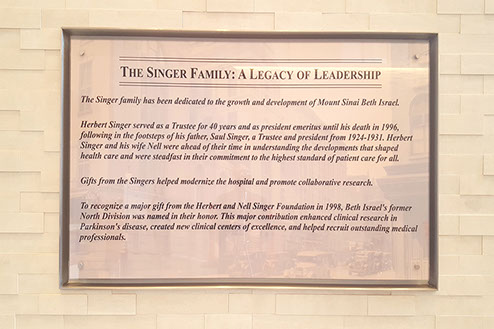 THE SINGER FAMILY: A LEGACY OF LEADERSHIP
The Singer family has been dedicated to the growth and development of Mount Sinai Beth Israel.
Herbert Singer served as a Trustee for 40 years and as president emeritus until his death in 1996,
following in the footsteps of his father, Saul Singer, a Trustee and president from 1924-1931. Herbert
Singer and his wife Nell were ahead of their time in understanding the developments that shaped
health care and were steadfast in their commitment to the highest standard of patient care for all.
Gifts from the Singers helped modernize the hospital and promote collaborative research.
To recognize a major gift from the Herbert and Nell Singer Foundation in 1998, Beth Israel's former
North Division was named in their honor. This major contribution enhanced clinical research in
Parkinson's disease, created new clinical centers of excellence, and helped recruit outstanding medical
professionals.